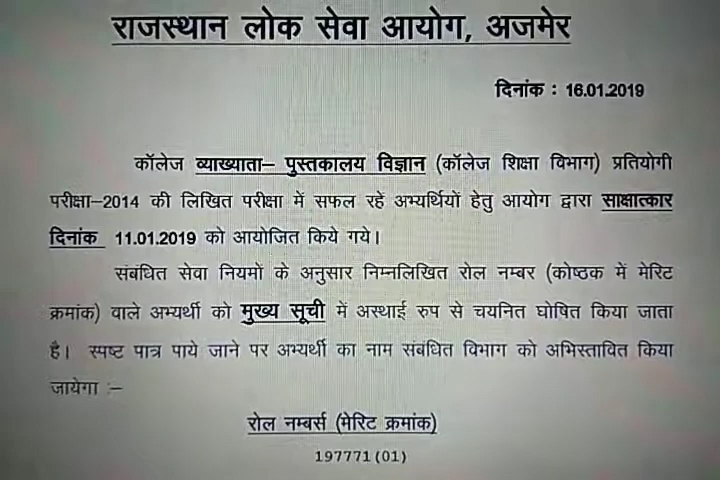 राजस्थान लोक सेवा आयोग, अजमेर
दिनांक : 16.01.2019
कॉलेज व्याख्याता– पुस्तकालय विज्ञान (कॉलेज शिक्षा विभाग) प्रतियोगी
परीक्षा–2014 की लिखित परीक्षा में सफल रहें अभ्यर्थियों हेतु आयोग द्वारा साक्षात्कार
दिनांक 11.01.2019 को आयोजित किये गये।
संबंधित सेवा नियमों के अनुसार निम्नलिखित रोल नम्बर (कोष्ठक में मेरिट
क्रमांक) वाले अभ्यर्थी को मुख्य सूची में अस्थाई रुप से चयनित घोषित किया जाता
है। स्पष्ट पात्र पाये जाने पर अभ्यर्थी का नाम संबंधित विभाग को अभिस्तावित किया
जायेगा :–
रोल नम्बर्स (मेरिट क्रमांक)
197771(01)